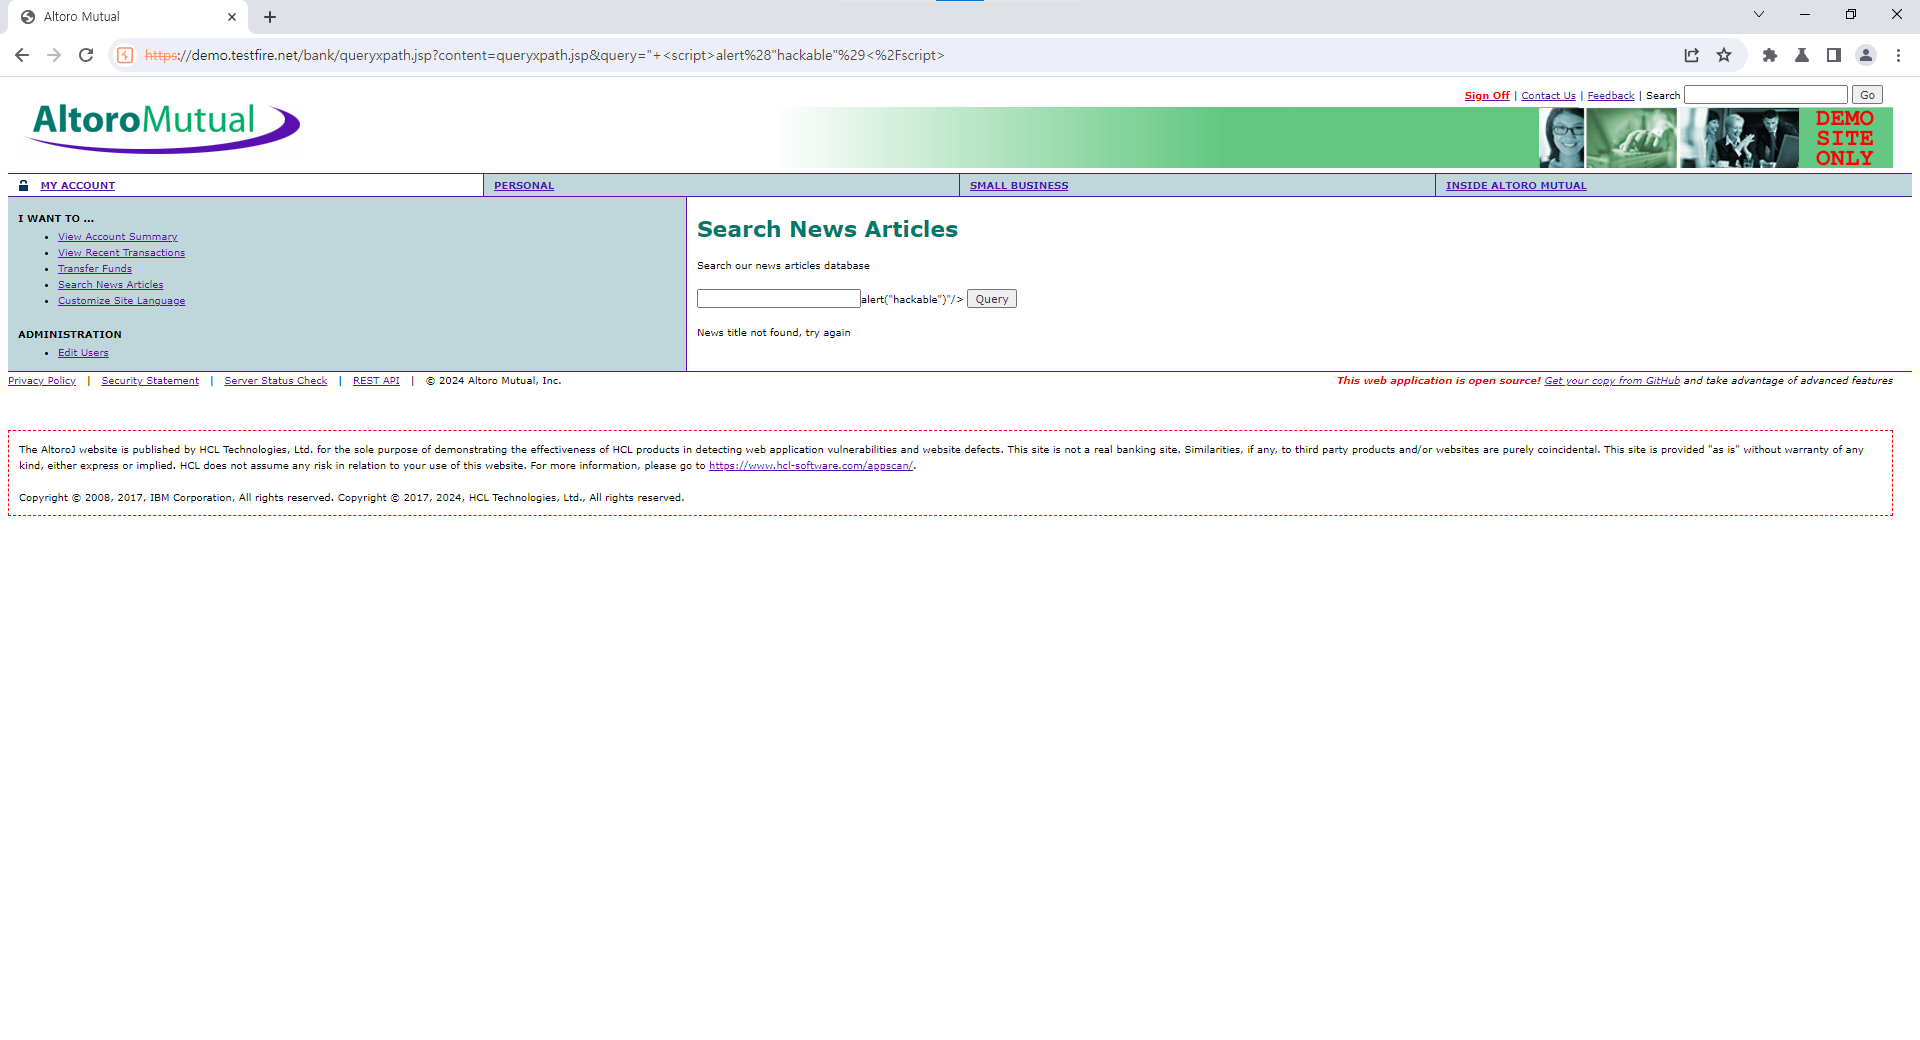 Altoro Mutual
https://demo.testfire.net/bank/queryxpath.jsp?content=queryxpath.jsp&query="+<script>alert%28"hackable"%29<%2Fscript>
Sign Off | Contact Us | Feedback | Search Go
AltoroMutual
DEMO
SITE
ONLY
MY ACCOUNT PERSONAL SMALL BUSINESS INSIDE ALTORO MUTUAL
I WANT TO ...
• View Account Summary
• View Recent Transactions
• Transfer Funds
• Search News Articles
• Customize Site Language
ADMINISTRATION
• Edit Users
Search News Articles
Search our news articles database
alert("hackable")"/> Query
News title not found, try again
Privacy Policy | Security Statement | Server Status Check | REST API | © 2024 Altoro Mutual, Inc.
This web application is open source! Get your copy from GitHub and take advantage of advanced features
The AltoroJ website is published by HCL Technologies, Ltd. for the sole purpose of demonstrating the effectiveness of HCL products in detecting web application vulnerabilities and website defects. This site is not a real banking site. Similarities, if any, to third party products and/or websites are purely coincidental. This site is provided "as is" without warranty of any
kind, either express or implied. HCL does not assume any risk in relation to your use of this website. For more information, please go to https://www.hcl-software.com/appscan/.
Copyright © 2008, 2017, IBM Corporation, All rights reserved. Copyright © 2017, 2024, HCL Technologies, Ltd., All rights reserved.